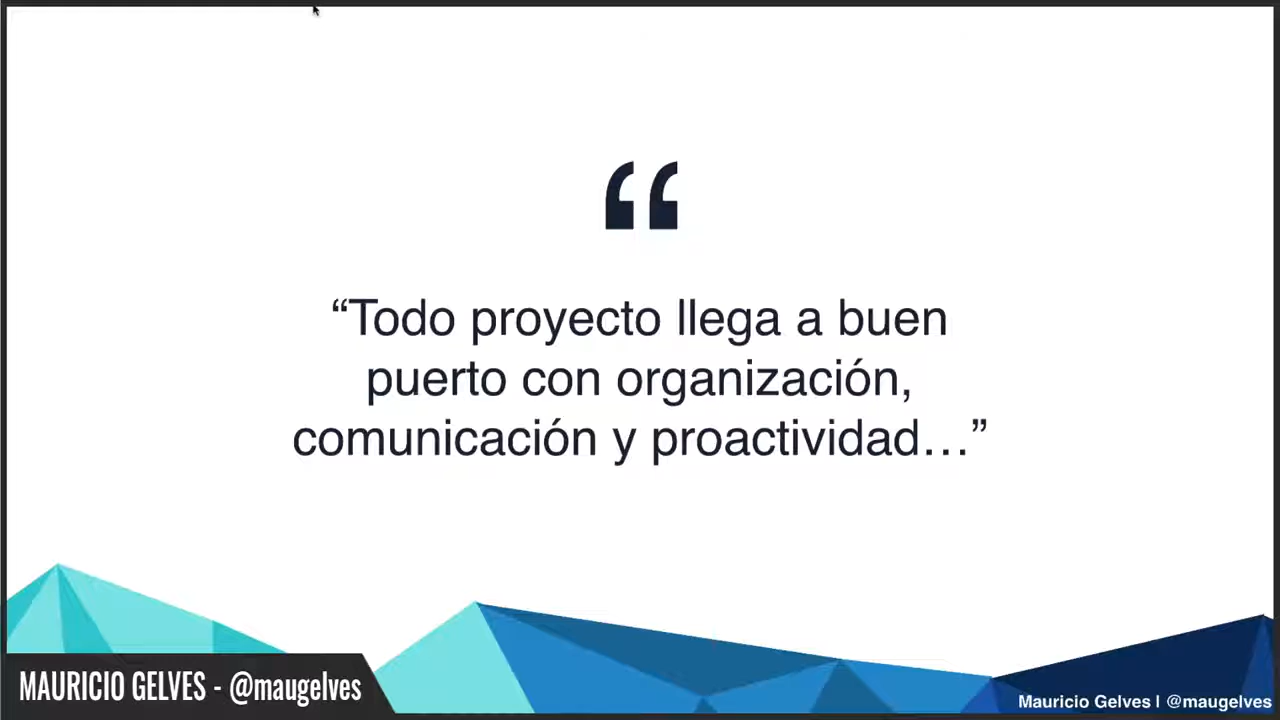 “
“Todo proyecto llega a buen
puerto con organización,
comunicación y proactividad…”
MAURICIO GELVES - @maugelves
Mauricio Gelves | @maugelves